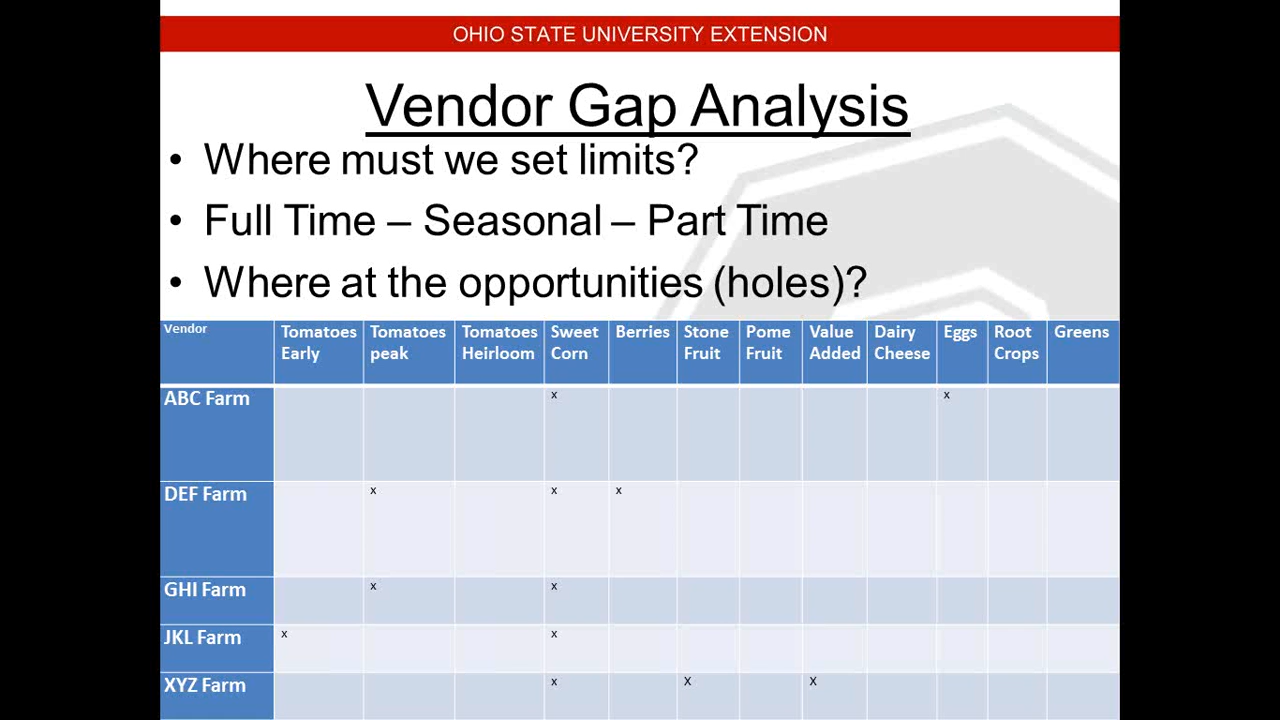 OHIO STATE UNIVERSITY EXTENSION
Vendor Gap Analysis
• Where must we set limits?
• Full Time – Seasonal – Part Time
• Where at the opportunities (holes)?
Vendor Tomatoes Early Tomatoes peak Tomatoes Heirloom Sweet Corn Berries Stone Fruit Pome Fruit Value Added Dairy Cheese Eggs Root Crops Greens
ABC Farm x x
DEF Farm x x x
GHI Farm x x
JKL Farm x x
XYZ Farm x x x